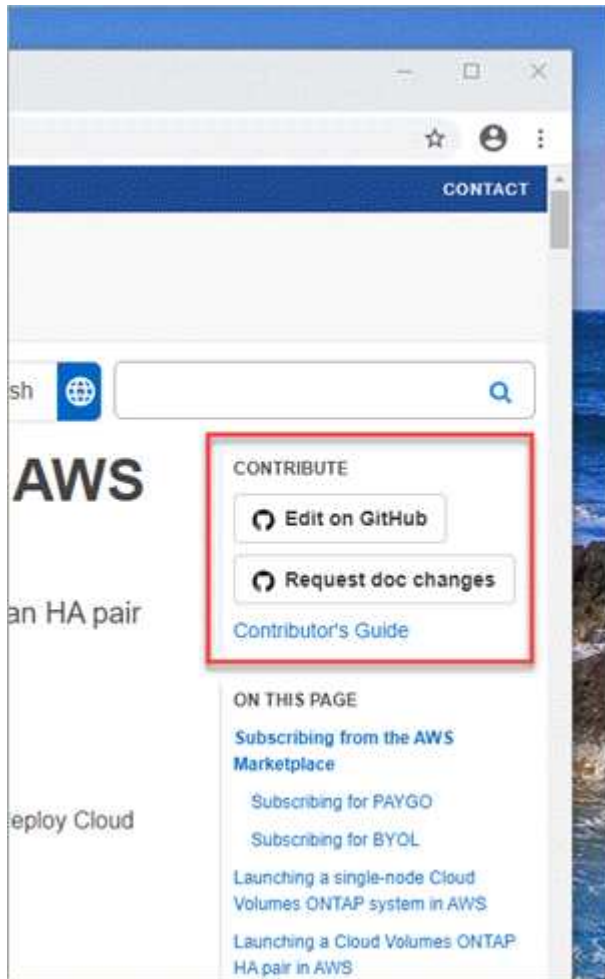 CONTACT
sh
AWS
CONTRIBUTE
Edit on GitHub
Request doc changes
an HA pair
Contributor's Guide
ON THIS PAGE
Subscribing from the AWS
Marketplace
Subscribing for PAYGO
eploy Cloud
Subscribing for BYOL
Launching a single-node Cloud
Volumes ONTAP system in AWS
Launching a Cloud Volumes ONTAP
HA pair in AWS